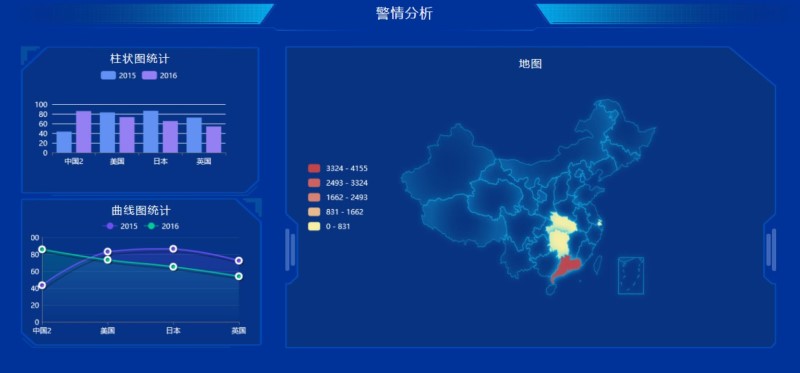 警情分析
柱状图统计
2015 2016
100
80
60
40
20
0
中国2 美国 日本 英国
曲线图统计
2015 2016
00
80
60
40
20
0
中国2 美国 日本 英国
地图
3324 - 4155
2493 - 3324
1662 - 2493
831 - 1662
0 - 831